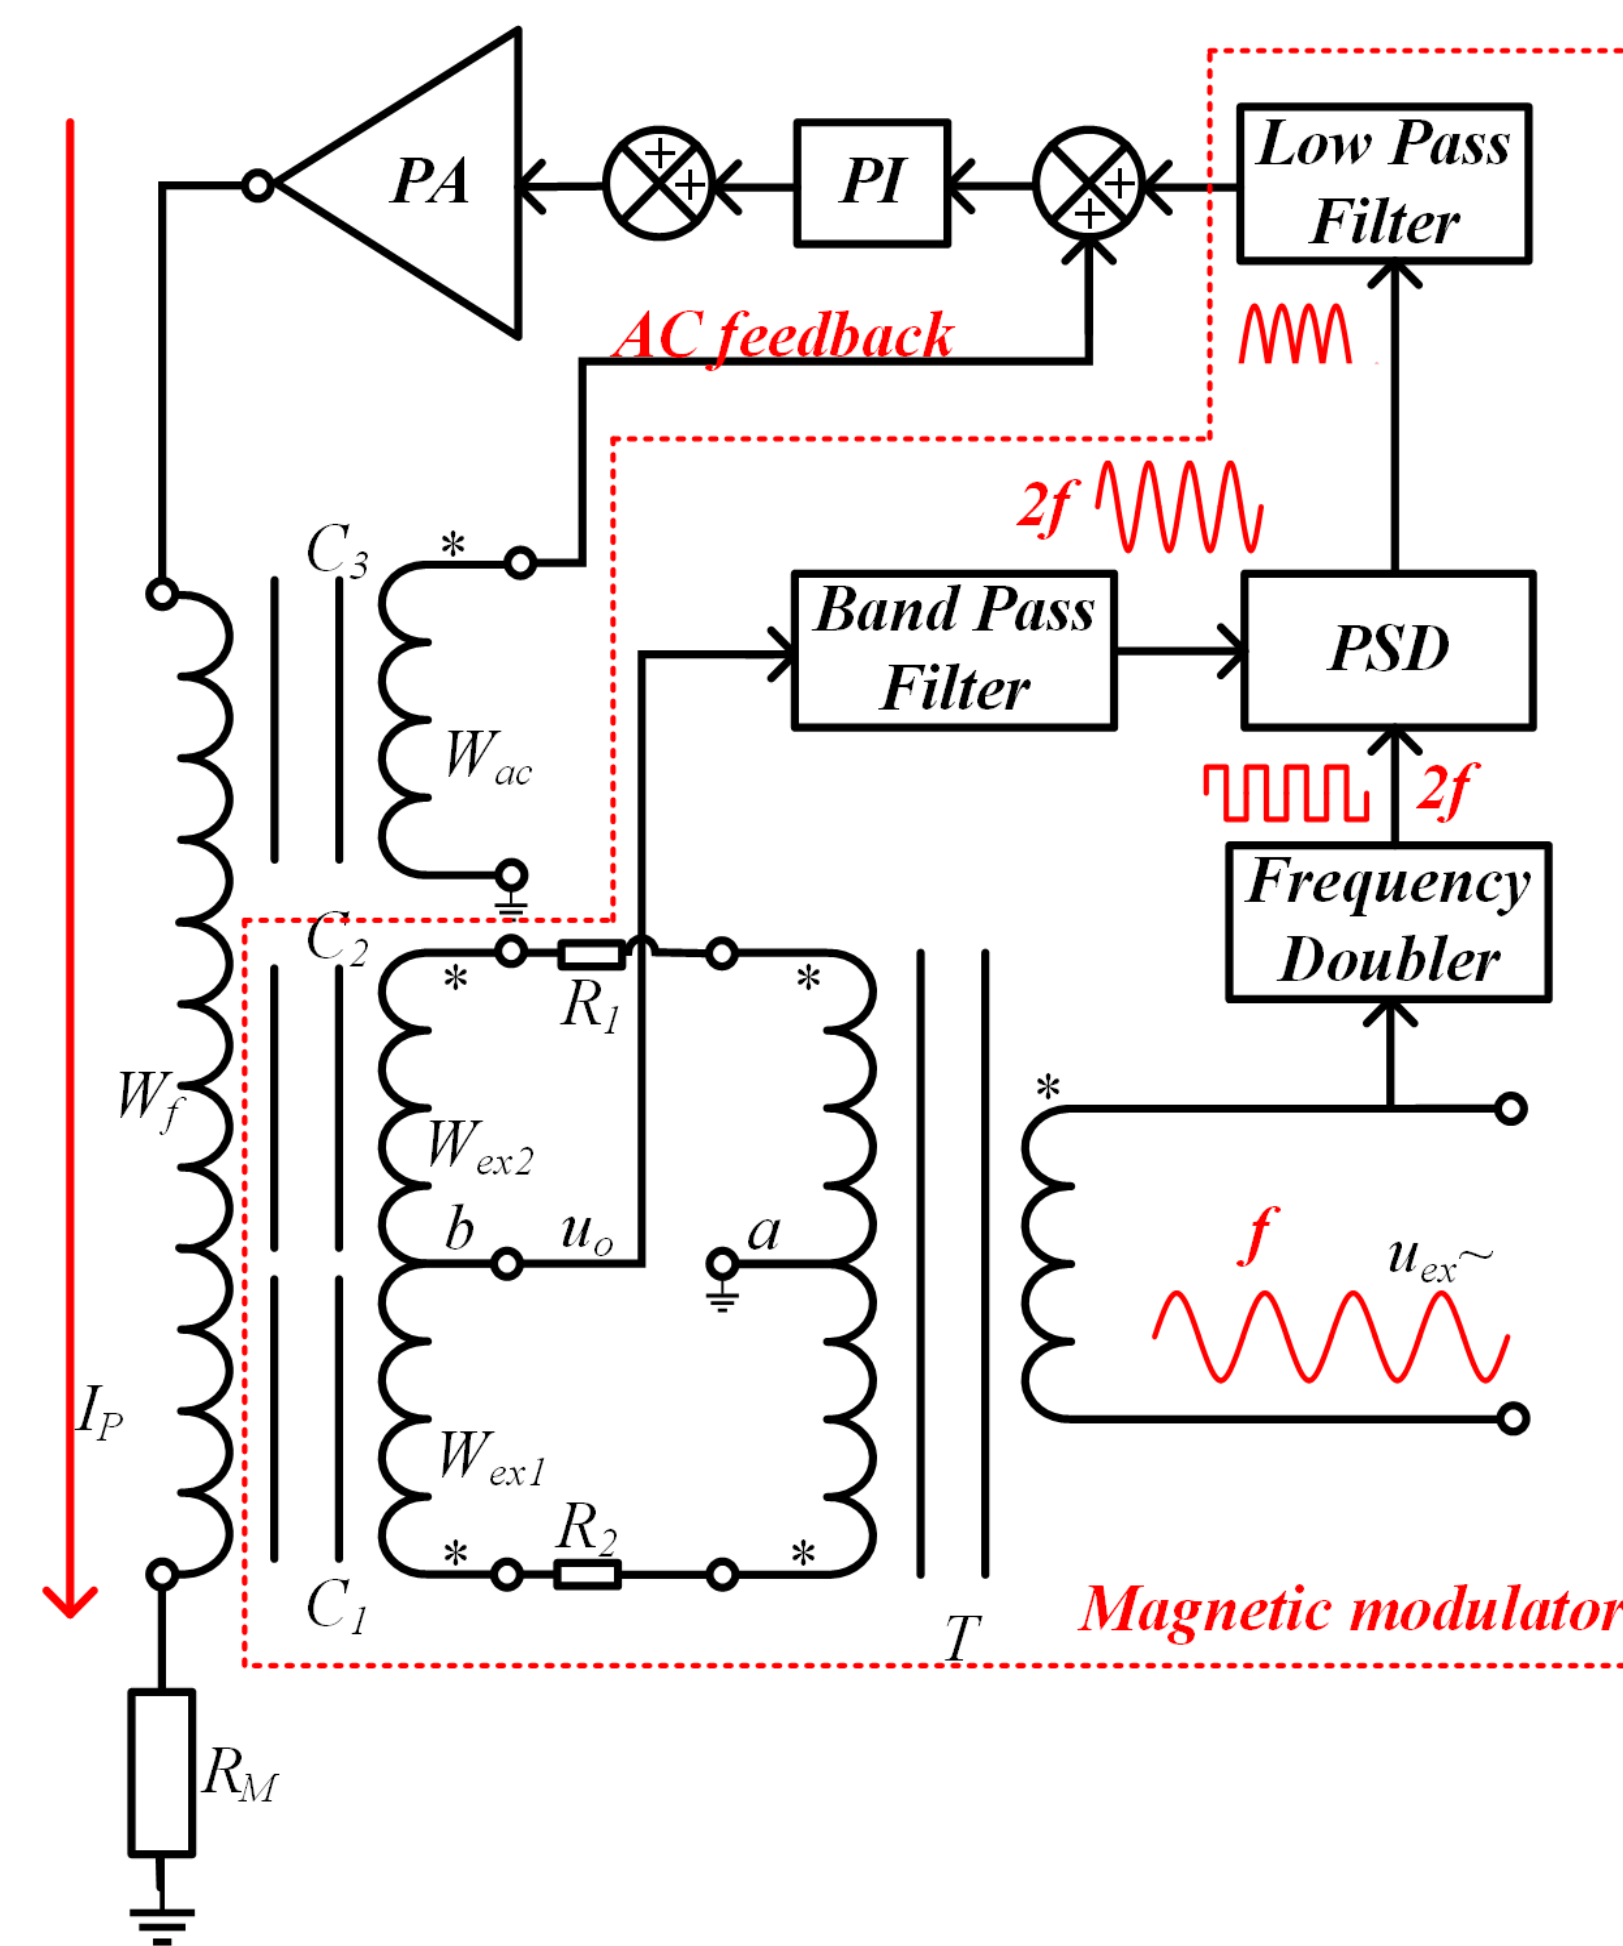 Low Pass
Filter
PA
+
+
PI
+
+
AC feedback
2f
C3
*
Wac
Band Pass
Filter
PSD
2f
Frequency
Doubler
C2
*
R1
*
Wf
Wex2
*
b
uo
a
f
uex~
IP
Wex1
R2
*
*
C1
T
Magnetic modulator
RM